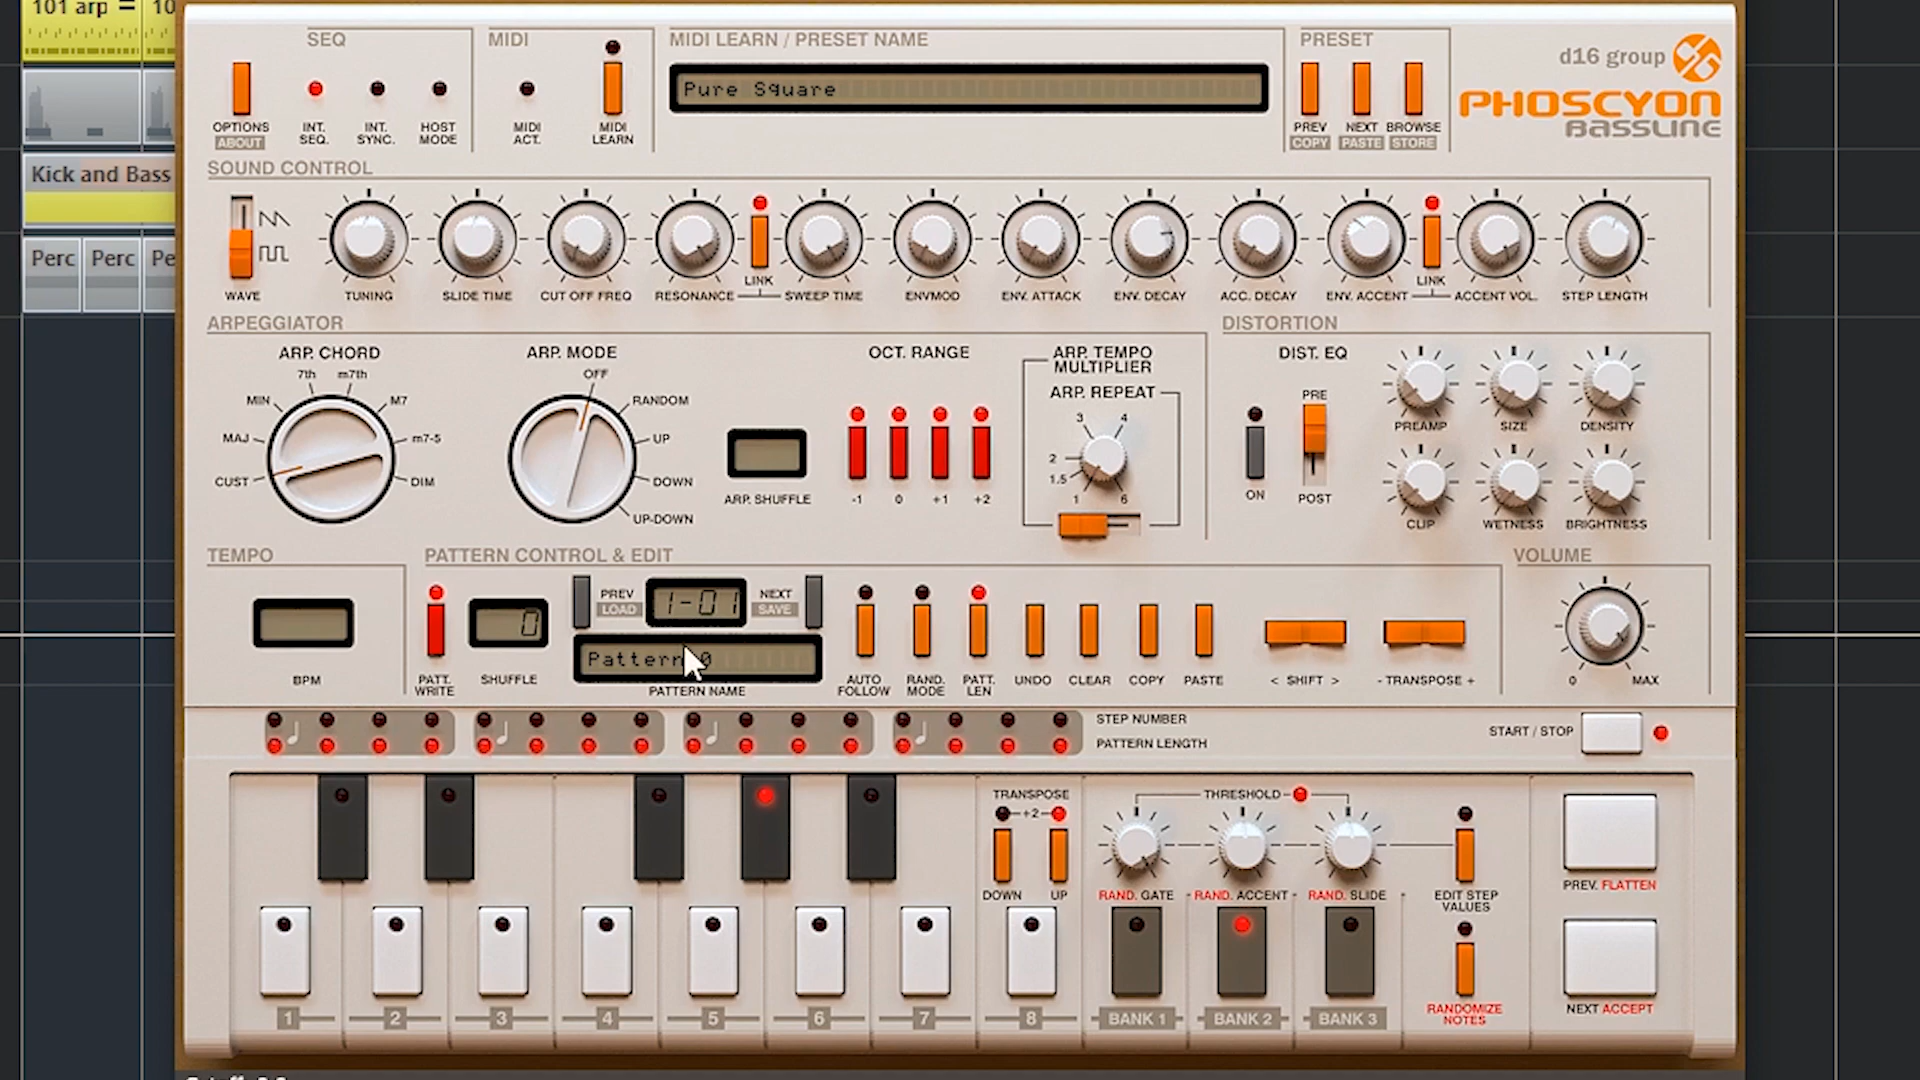 101 arp = 10
SEQ
MIDI
MIDI LEARN / PRESET NAME
PRESET
d16 group
PHOSCYON
BASSLINE
Pure Square
OPTIONS
ABOUT
INT. SEQ.
INT. SYNC.
HOST MODE
MIDI ACT.
MIDI LEARN
PREV
COPY
NEXT
PASTE
BROWSE
STORE
Kick and Bass
SOUND CONTROL
Perc Perc Pe
WAVE
TUNING
SLIDE TIME
CUT OFF FREQ
RESONANCE
LINK
SWEEP TIME
ENVMOD
ENV. ATTACK
ENV. DECAY
ACC. DECAY
ENV. ACCENT
LINK
ACCENT VOL.
STEP LENGTH
ARPEGGIATOR
DISTORTION
ARP. CHORD
7th m7th
MIN M7
MAJ m7-5
CUST DIM
ARP. MODE
OFF
RANDOM
UP
DOWN
UP-DOWN
ARP. SHUFFLE
OCT. RANGE
-1 0 +1 +2
ARP. TEMPO
MULTIPLIER
ARP. REPEAT
3 4
2
1.5
1 6
DIST. EQ
PRE
ON
POST
PREAMP
SIZE
DENSITY
CLIP
WETNESS
BRIGHTNESS
TEMPO
PATTERN CONTROL & EDIT
VOLUME
BPM
PATT. WRITE
0
SHUFFLE
PREV
LOAD
1-01
NEXT
SAVE
Pattern 0
PATTERN NAME
AUTO FOLLOW
RAND. MODE
PATT. LEN
UNDO
CLEAR
COPY
PASTE
< SHIFT >
- TRANSPOSE +
0 MAX
STEP NUMBER
PATTERN LENGTH
START / STOP
TRANSPOSE
+2
DOWN UP
THRESHOLD
RAND. GATE
RAND. ACCENT
RAND. SLIDE
EDIT STEP
VALUES
PREV. FLATTEN
1 2 3 4 5 6 7 8
BANK 1 BANK 2 BANK 3
RANDOMIZE
NOTES
NEXT ACCEPT